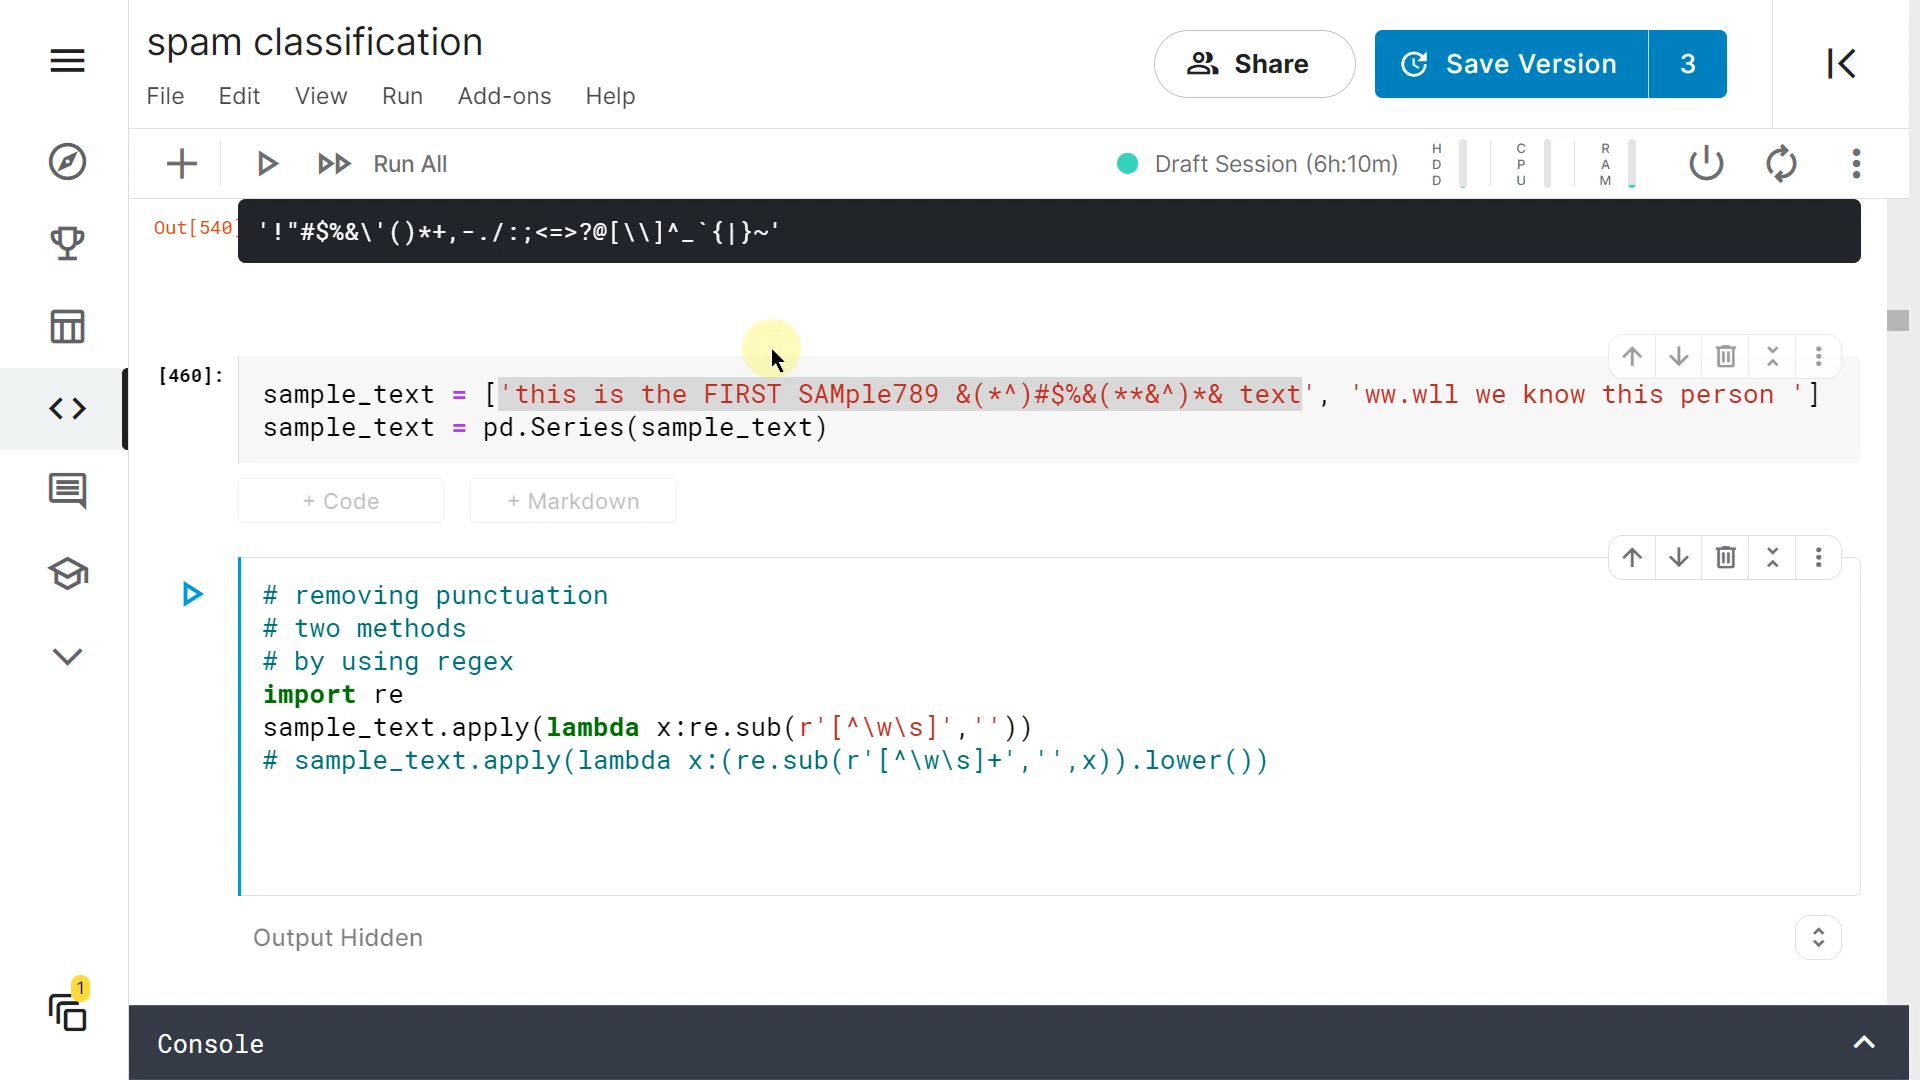 spam classification
File Edit View Run Add-ons Help
Share
Save Version 3
Run All
Draft Session (6h:10m)
HDD
CPU
RAM
Out[540]
'!"#$%&\'()*+,-./:;<=>?@[\\]^_`{|}~'
[460]:
sample_text = ['this is the FIRST SAMple789 &(*^)#$%&(**&^)*& text', 'ww.wll we know this person ']
sample_text = pd.Series(sample_text)
+ Code
+ Markdown
# removing punctuation
# two methods
# by using regex
import re
sample_text.apply(lambda x:re.sub(r'[^\w\s]',''))
# sample_text.apply(lambda x:(re.sub(r'[^\w\s]+','',x)).lower())
Output Hidden
1
Console